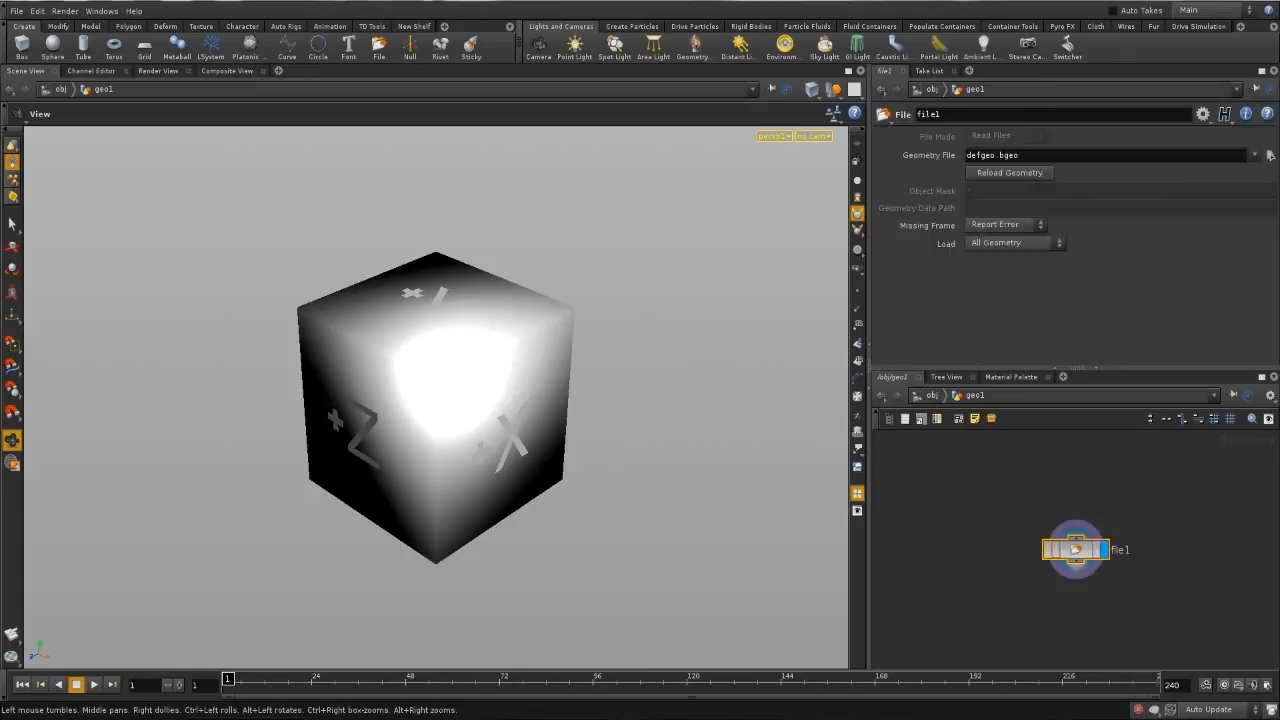 File Edit Render Windows Help Auto Takes Main
Create Modify Model Polygon Deform Texture Character Auto Rigs Animation TD Tools New Shelf Lights and Cameras Create Particles Drive Particles Rigid Bodies Particle Fluids Fluid Containers Populate Containers Container Tools Pyro FX Cloth Wires Fur Drive Simulation
Box Sphere Tube Torus Grid Metaball LSystem Platonic ... Curve Circle Font File Null Rivet Sticky Camera Point Light Spot Light Area Light Geometry... Distant L... Environm... Sky Light GI Light Caustic Li... Portal Light Ambient L... Stereo Ca... Switcher
Scene View Channel Editor Render View Composite View file1 Take List
obj geo1 obj geo1
View File file1
persp1 no cam
File Mode Read Files
Geometry File defgeo.bgeo
Reload Geometry
Object Mask *
Geometry Data Path
Missing Frame Report Error
Load All Geometry
+Z +X
/obj/geo1 Tree View Material Palette
obj geo1
file1
1 1 1 24 48 72 96 120 144 168 192 216 2 240
Left mouse tumbles. Middle pans. Right dollies. Ctrl+Left rolls. Alt+Left rotates. Ctrl+Right box-zooms. Alt+Right zooms. Auto Update